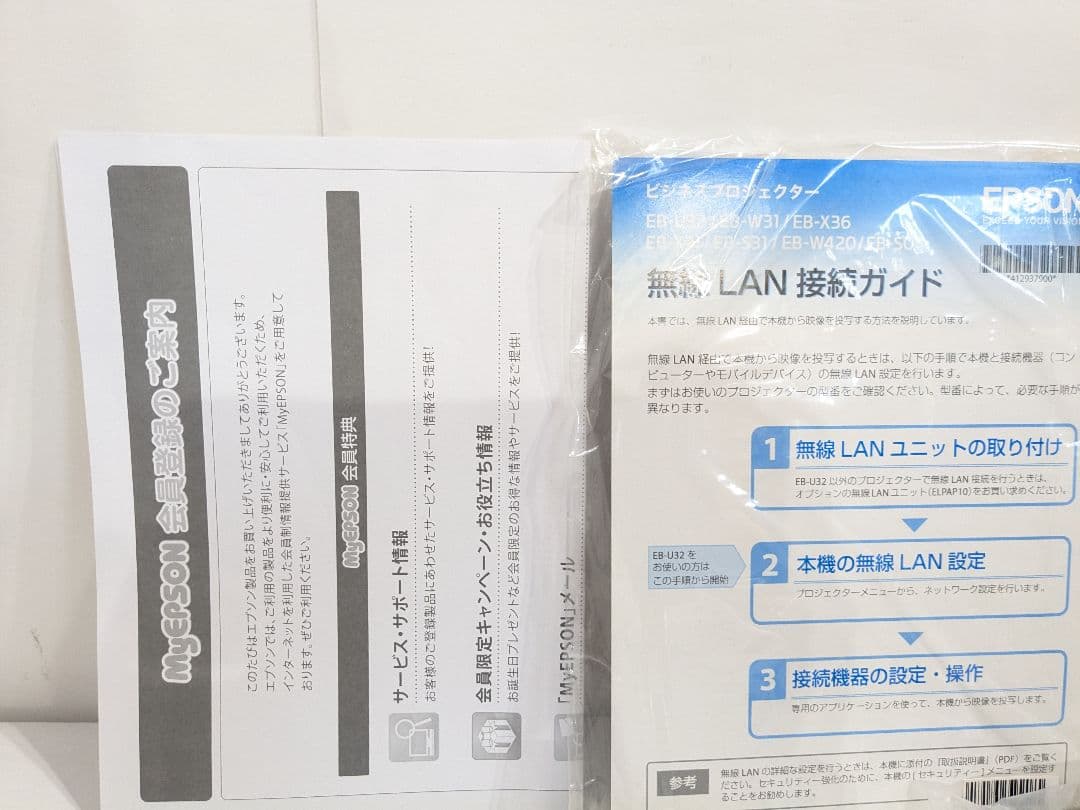 MyEPSON 会員登録のご案内
このたびはエプソン製品をお買い上げいただきましてありがとうございます。
エプソンでは、ご利用の製品をより便利に・安心してご利用いただくため、
インターネットを利用した会員制情報提供サービス「MyEPSON」をご用意して
おります。ぜひご利用ください。
MyEPSON 会員特典
サービス・サポート情報
お客様のご登録製品にあわせたサービス・サポート情報をご提供!
会員限定キャンペーン・お役立ち情報
お誕生日プレゼントなど会員限定のお得な情報やサービスをご提供!
「MyEPSON」メール
ビジネスプロジェクター
EPSON
EXCEED YOUR VISION
EB-W31 / EB-X36
EB-S31 / EB-W420 /
*412937900*
無線 LAN 接続ガイド
本書では、無線 LAN 経由で本機から映像を投写する方法を説明しています。
無線 LAN 経由で本機から映像を投写するときは、以下の手順で本機と接続機器（コン
ピューターやモバイルデバイス）の無線 LAN 設定を行います。
まずはお使いのプロジェクターの型番をご確認ください。型番によって、必要な手順が
異なります。
1 無線 LAN ユニットの取り付け
EB-U32 以外のプロジェクターで無線 LAN 接続を行うときは、
オプションの無線 LAN ユニット(ELPAP10)をお買い求めください。
EB-U32 を
お使いの方は
この手順から開始
2 本機の無線 LAN 設定
プロジェクターメニューから、ネットワーク設定を行います。
3 接続機器の設定・操作
専用のアプリケーションを使って、本機から映像を投写します。
参考
無線 LAN の詳細な設定を行うときは、本機に添付の『取扱説明書』（PDF）をご覧く
ださい。セキュリティー強化のために、本機の [ セキュリティー ] メニューを設定す
ることをお勧めします。